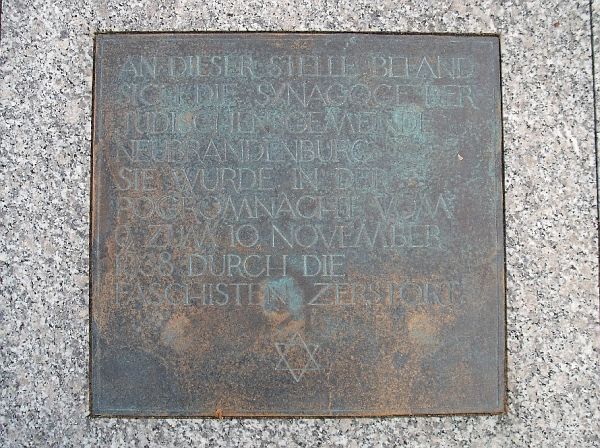 AN DIESER STELLE BEFAND
SICH DIE SYNAGOGE DER
JÜDISCHEN GEMEINDE
NEUBRANDENBURG
SIE WURDE IN DER
POGROMNACHT VOM
9. ZUM 10. NOVEMBER
1938 DURCH DIE
FASCHISTEN ZERSTÖRT.